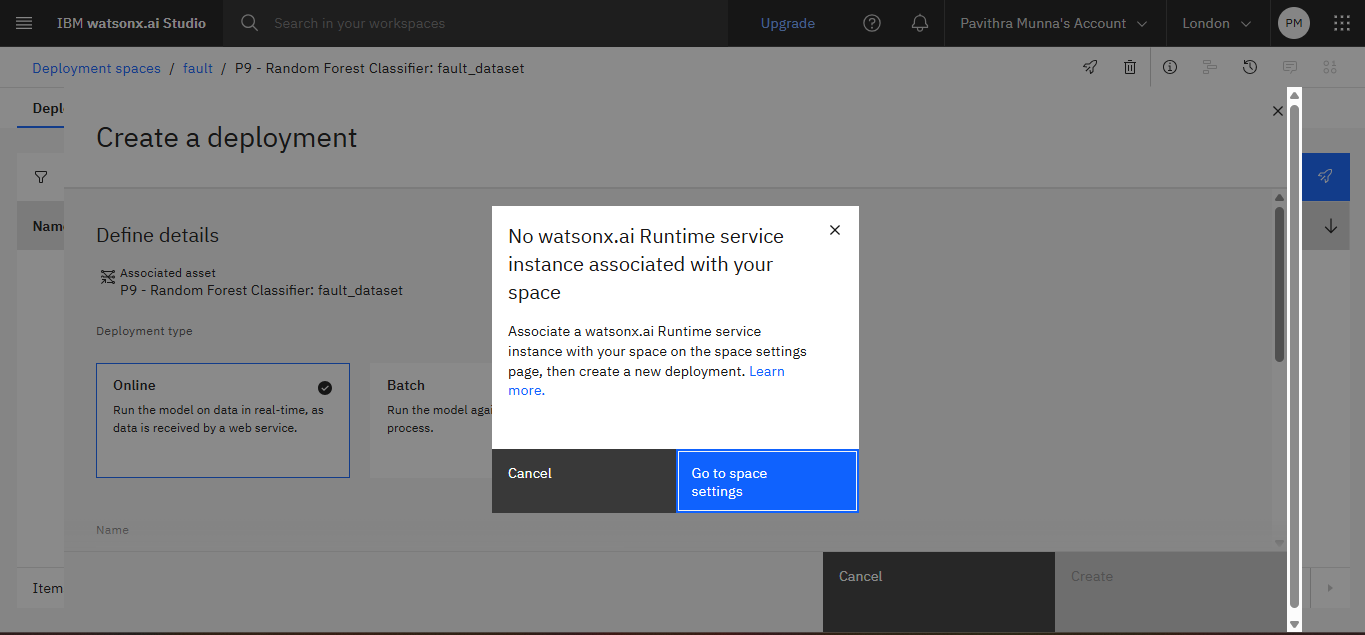 IBM watsonx.ai Studio
Search in your workspaces
Upgrade
Pavithra Munna's Account
London
PM
Deployment spaces / fault / P9 - Random Forest Classifier: fault_dataset
Depl
Create a deployment
Name
Define details
Associated asset
P9 - Random Forest Classifier: fault_dataset
Deployment type
Online
Run the model on data in real-time, as
data is received by a web service.
Batch
Run the model agai
process.
Name
No watsonx.ai Runtime service
instance associated with your
space
Associate a watsonx.ai Runtime service
instance with your space on the space settings
page, then create a new deployment. Learn
more.
Cancel
Go to space
settings
Item
Cancel
Create